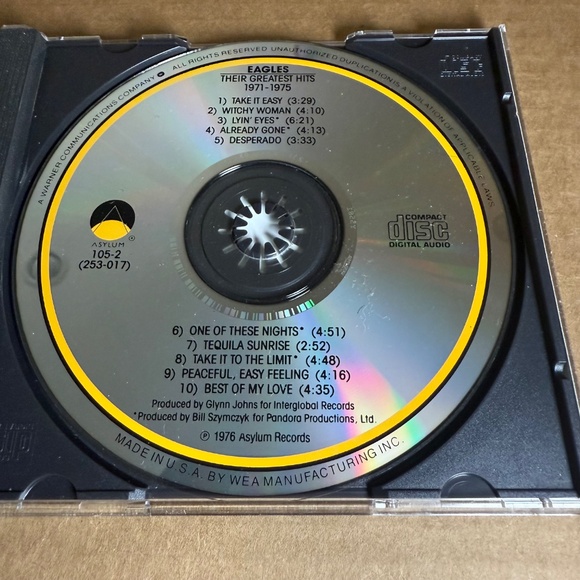 A WARNER COMMUNICATIONS COMPANY ALL RIGHTS RESERVED UNAUTHORIZED DUPLICATION IS A VIOLATION OF APPLICABLE LAWS
EAGLES
THEIR GREATEST HITS
1971-1975
1) TAKE IT EASY (3:29)
2) WITCHY WOMAN (4:10)
3) LYIN' EYES* (6:21)
4) ALREADY GONE* (4:13)
5) DESPERADO (3:33)
ASYLUM ®
105-2
(253-017)
COMPACT
disc
DIGITAL AUDIO
6) ONE OF THESE NIGHTS* (4:51)
7) TEQUILA SUNRISE (2:52)
8) TAKE IT TO THE LIMIT* (4:48)
9) PEACEFUL, EASY FEELING (4:16)
10) BEST OF MY LOVE (4:35)
Produced by Glynn Johns for Interglobal Records
*Produced by Bill Szymczyk for Pandora Productions, Ltd.
℗ 1976 Asylum Records
MADE IN U.S.A. BY WEA MANUFACTURING INC.